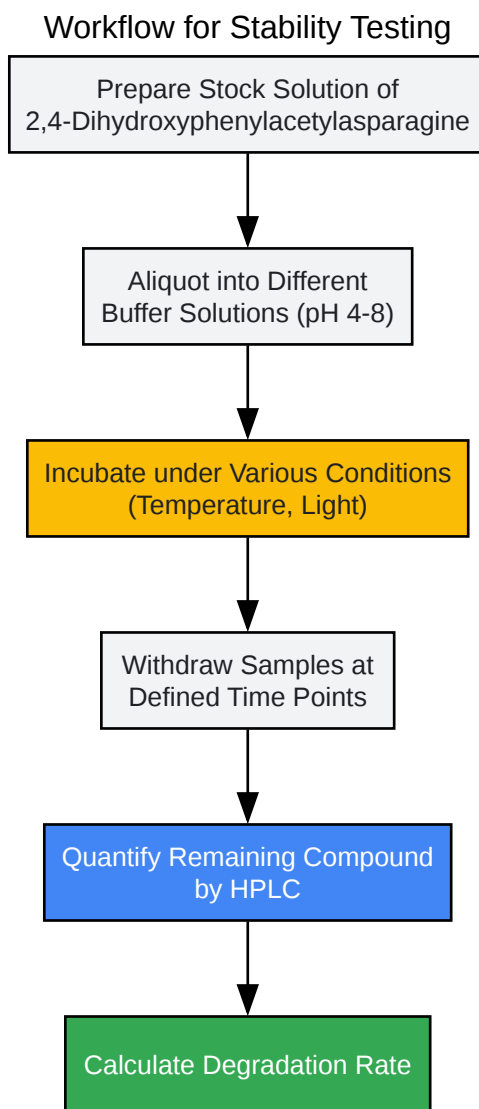 Workflow for Stability Testing
Prepare Stock Solution of
2,4-Dihydroxyphenylacetylasparagine
Aliquot into Different
Buffer Solutions (pH 4-8)
Incubate under Various Conditions
(Temperature, Light)
Withdraw Samples at
Defined Time Points
Quantify Remaining Compound
by HPLC
Calculate Degradation Rate